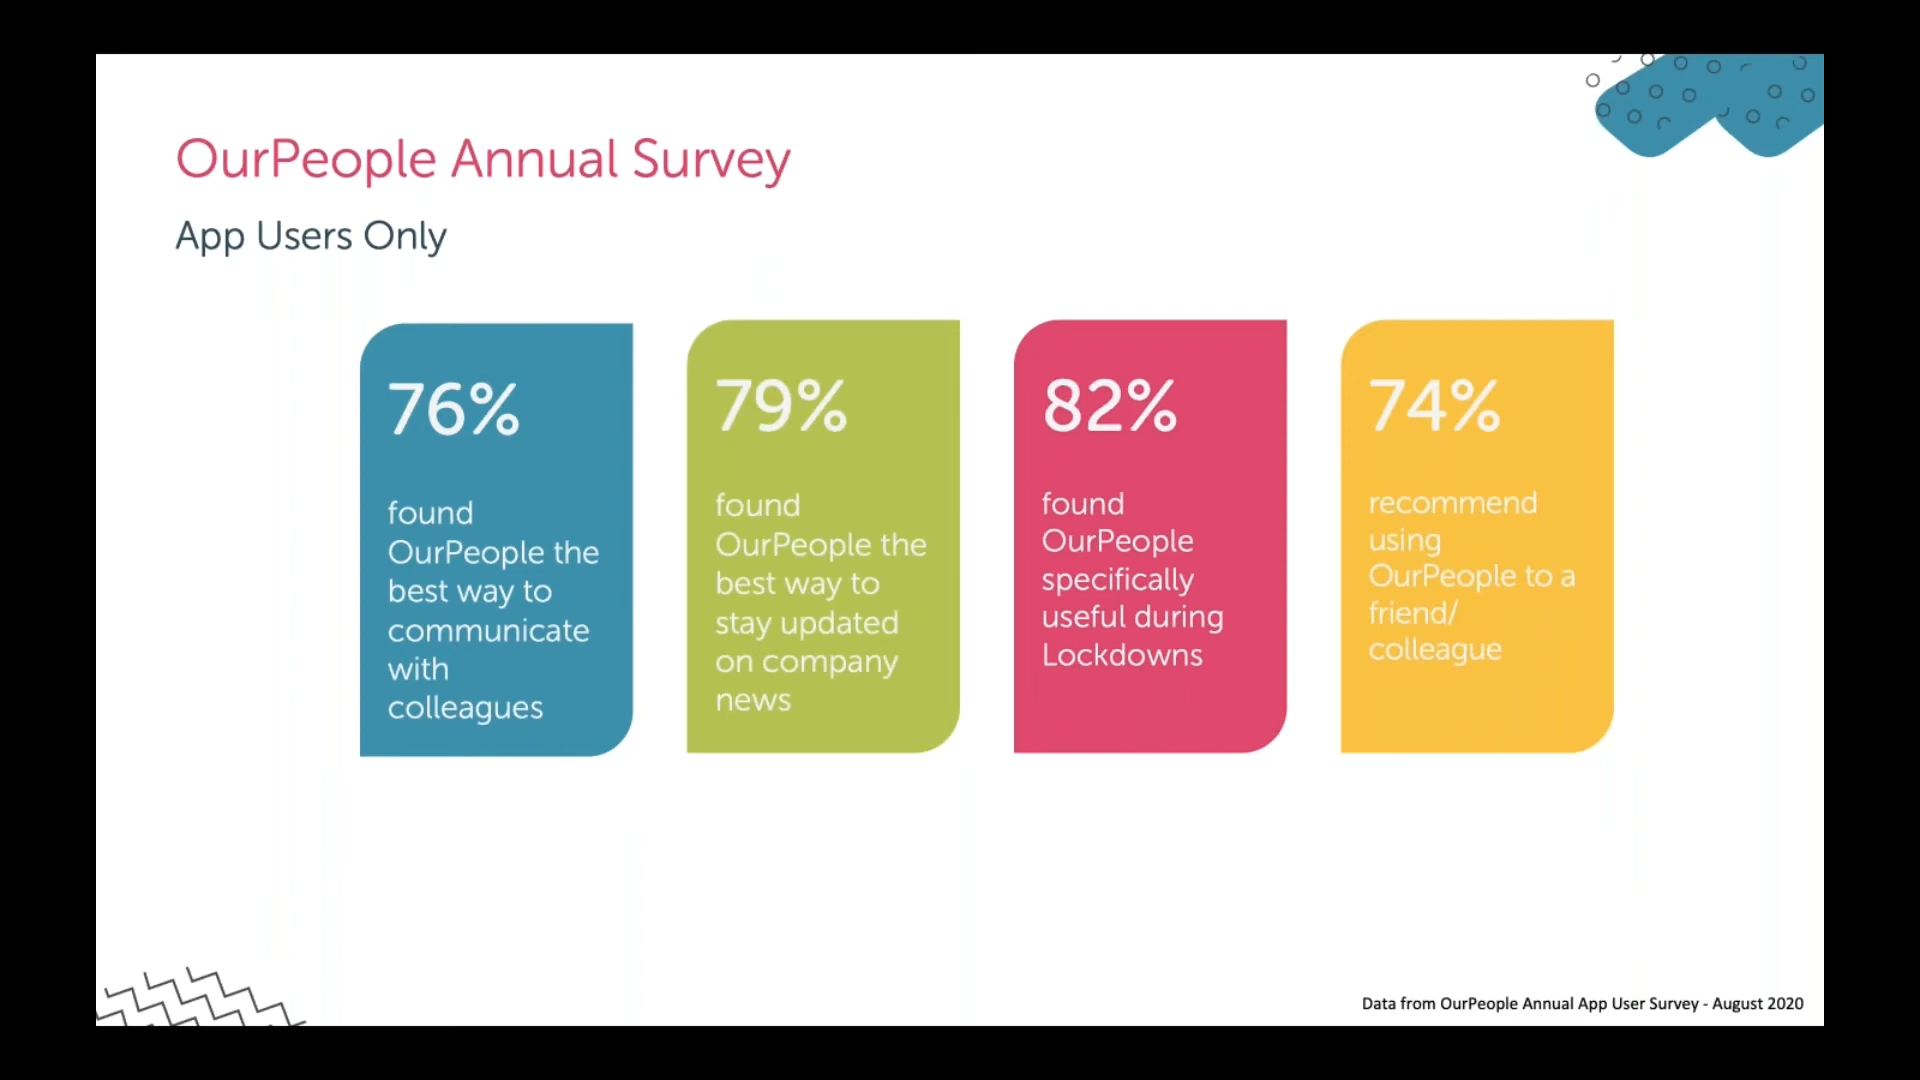 OurPeople Annual Survey
App Users Only
76%
found
OurPeople the
best way to
communicate
with
colleagues
79%
found
OurPeople the
best way to
stay updated
on company
news
82%
found
OurPeople
specifically
useful during
Lockdowns
74%
recommend
using
OurPeople to a
friend/
colleague
Data from OurPeople Annual App User Survey - August 2020